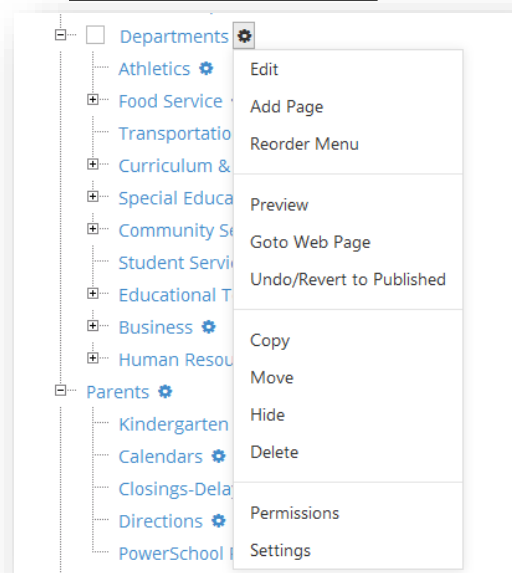 Departments
Athletics
Food Service
Transportatio
Curriculum &
Special Educa
Community Se
Student Servi
Educational T
Business
Human Resou
Parents
Kindergarten
Calendars
Closings-Dela
Directions
PowerSchool
Edit
Add Page
Reorder Menu
Preview
Goto Web Page
Undo/Revert to Published
Copy
Move
Hide
Delete
Permissions
Settings